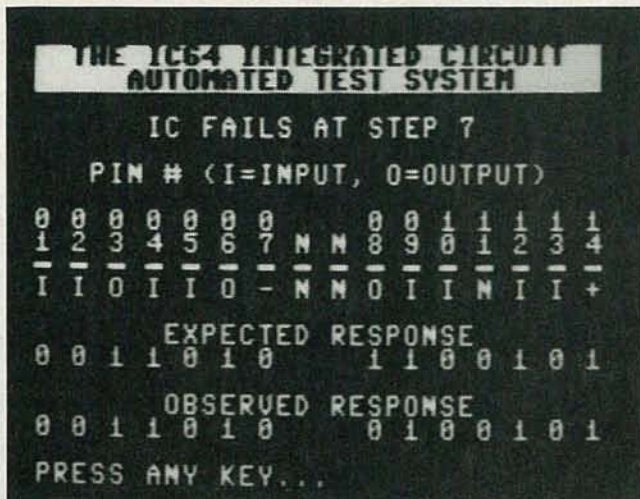 THE IC64 INTEGRATED CIRCUIT
AUTOMATED TEST SYSTEM
IC FAILS AT STEP 7
PIN # (I=INPUT, O=OUTPUT)
0 0 0 0 0 0 0 0 0 1 1 1 1 1
1 2 3 4 5 6 7 N N 8 9 0 1 2 3 4
- - - - - - - - - - - - - - - -
I I O I I O - N N O I I N I I +
EXPECTED RESPONSE
0 0 1 1 0 1 0 1 1 0 0 1 0 1
OBSERVED RESPONSE
0 0 1 1 0 1 0 0 1 0 0 1 0 1
PRESS ANY KEY...